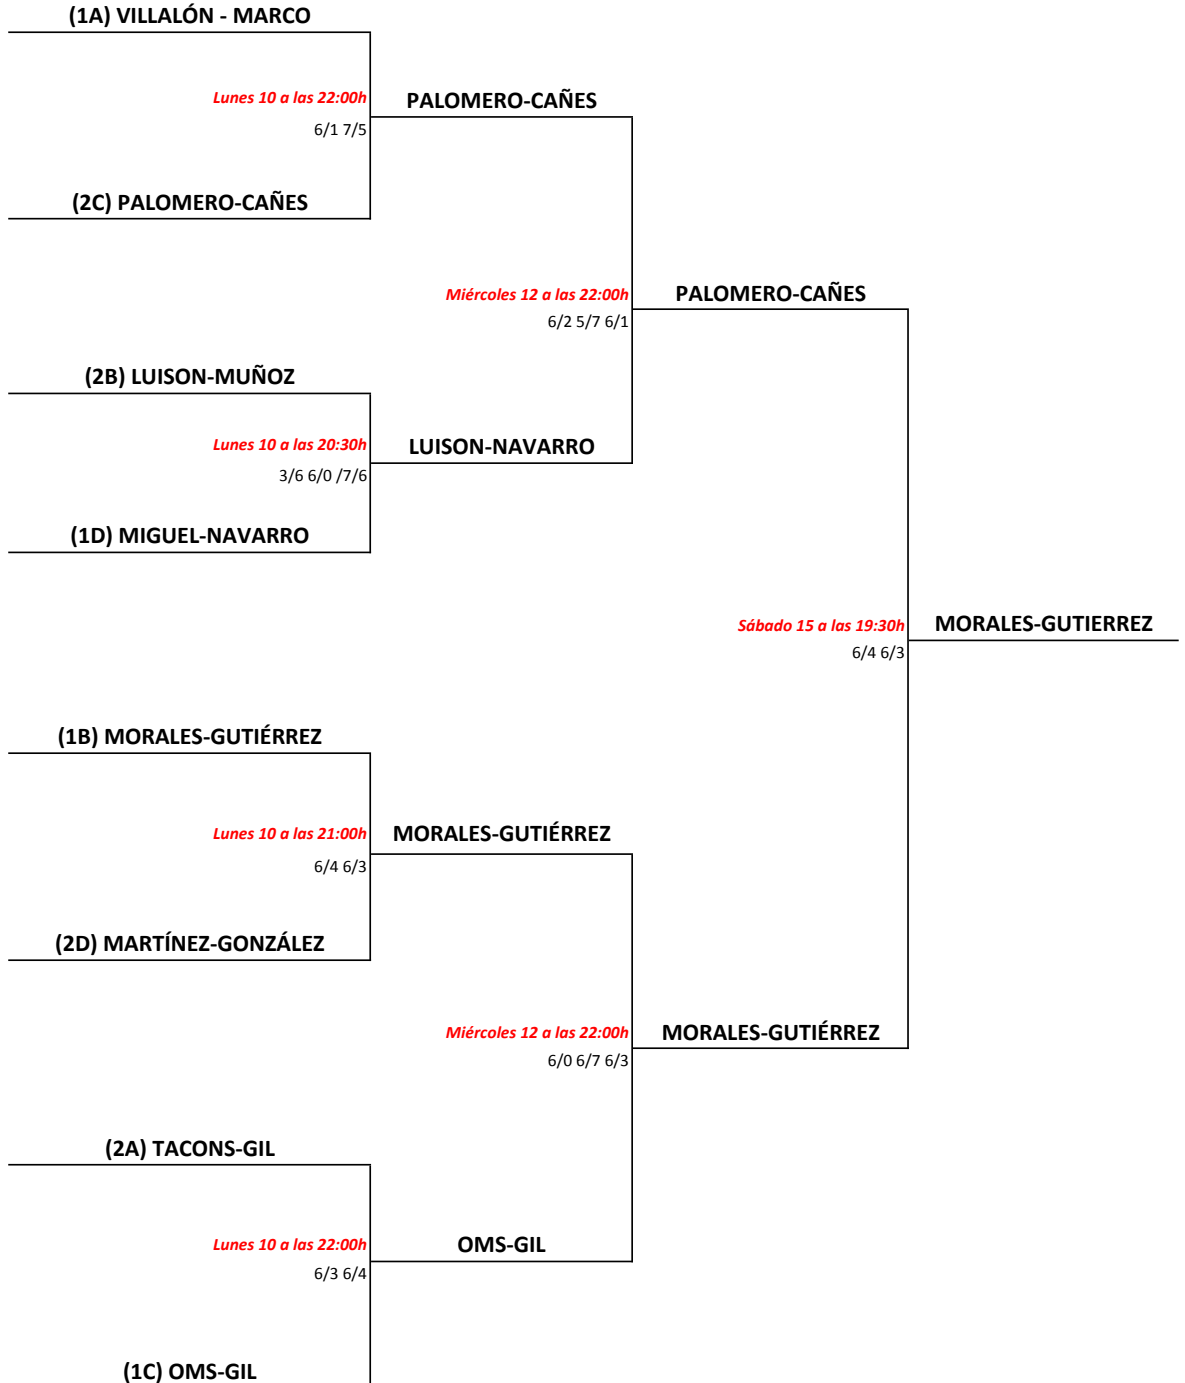 (1A) VILLALÓN - MARCO
Lunes 10 a las 22:00h
PALOMERO-CAÑES
6/1 7/5
(2C) PALOMERO-CAÑES
Miércoles 12 a las 22:00h
PALOMERO-CAÑES
6/2 5/7 6/1
(2B) LUISON-MUÑOZ
Lunes 10 a las 20:30h
LUISON-NAVARRO
3/6 6/0 /7/6
(1D) MIGUEL-NAVARRO
Sábado 15 a las 19:30h
MORALES-GUTIERREZ
6/4 6/3
(1B) MORALES-GUTIÉRREZ
Lunes 10 a las 21:00h
MORALES-GUTIÉRREZ
6/4 6/3
(2D) MARTÍNEZ-GONZÁLEZ
Miércoles 12 a las 22:00h
MORALES-GUTIÉRREZ
6/0 6/7 6/3
(2A) TACONS-GIL
Lunes 10 a las 22:00h
OMS-GIL
6/3 6/4
(1C) OMS-GIL